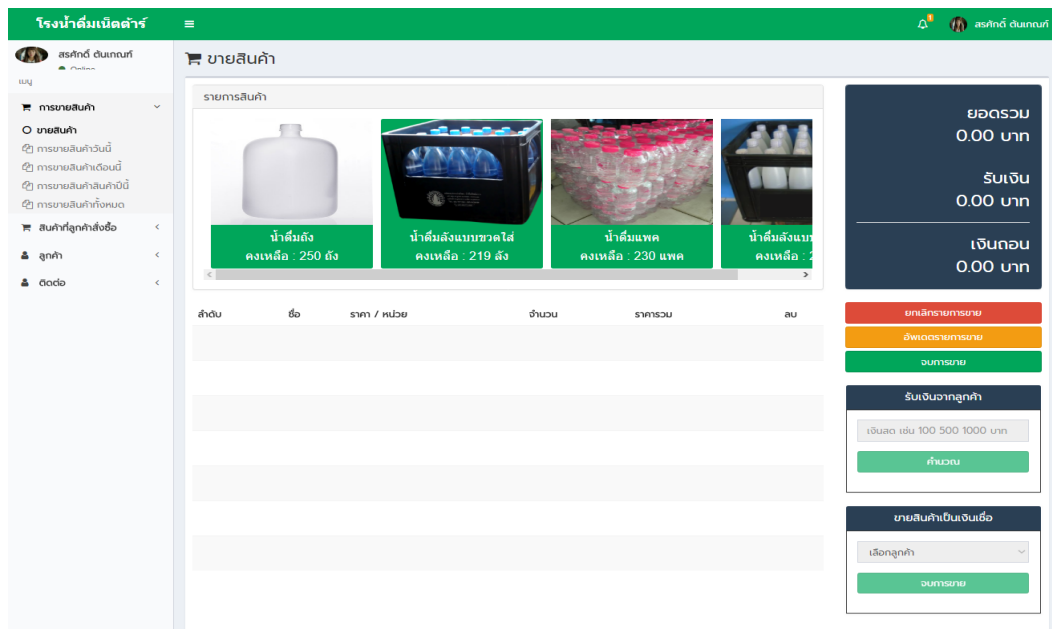 โรงน้ำดื่มเน็ตต้าร์
1
สรศักดิ์ ตันเกณฑ์
สรศักดิ์ ตันเกณฑ์
Online
เมนู
การขายสินค้า
ขายสินค้า
การขายสินค้าวันนี้
การขายสินค้าเดือนนี้
การขายสินค้าสินค้าปีนี้
การขายสินค้าทั้งหมด
สินค้าที่ลูกค้าสั่งซื้อ
ลูกค้า
ติดต่อ
ขายสินค้า
รายการสินค้า
น้ำดื่มถัง
คงเหลือ : 250 ถัง
น้ำดื่มลังแบบขวดใส่
คงเหลือ : 219 ลัง
น้ำดื่มแพค
คงเหลือ : 230 แพค
น้ำดื่มลังแบบ
คงเหลือ : 2
ลำดับ ชื่อ ราคา / หน่วย จำนวน ราคารวม ลบ
ยอดรวม
0.00 บาท
รับเงิน
0.00 บาท
เงินถอน
0.00 บาท
ยกเลิกรายการขาย
อัพเดตรายการขาย
จบการขาย
รับเงินจากลูกค้า
เงินสด เช่น 100 500 1000 บาท
คำนวณ
ขายสินค้าเป็นเงินเชื่อ
เลือกลูกค้า
จบการขาย